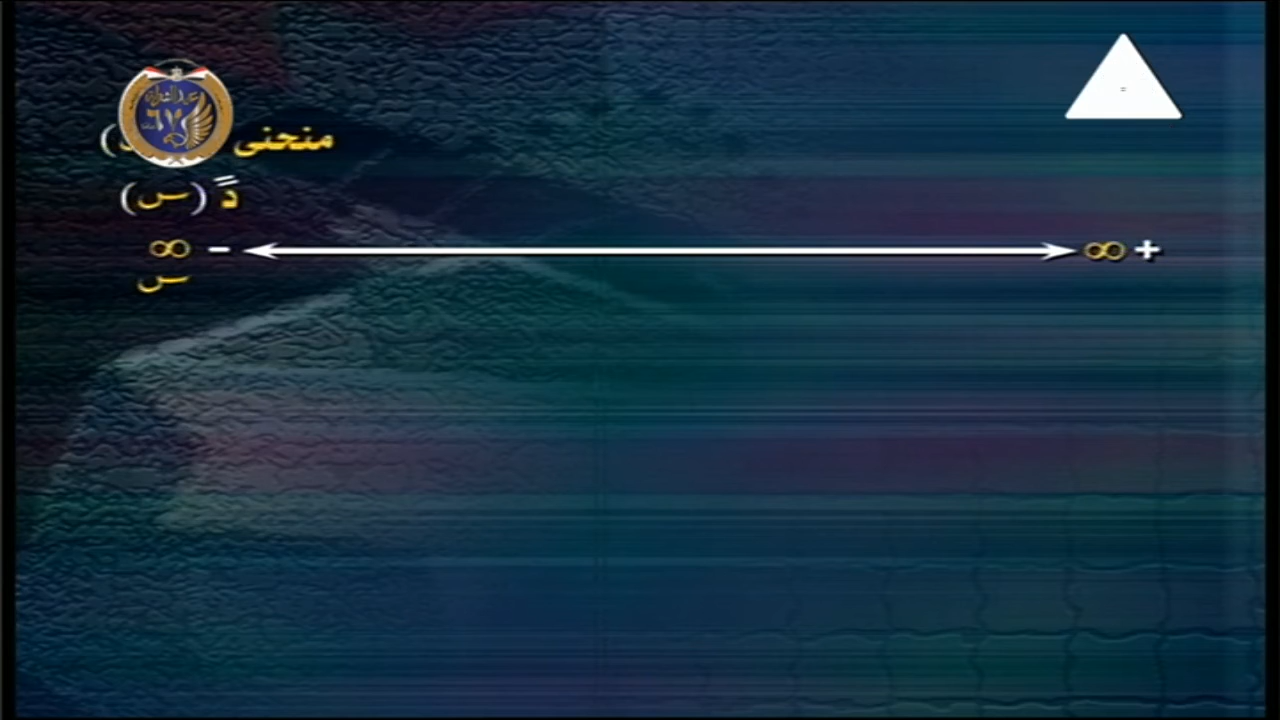 منحنى
دً (س)
+ ∞ - ∞
س